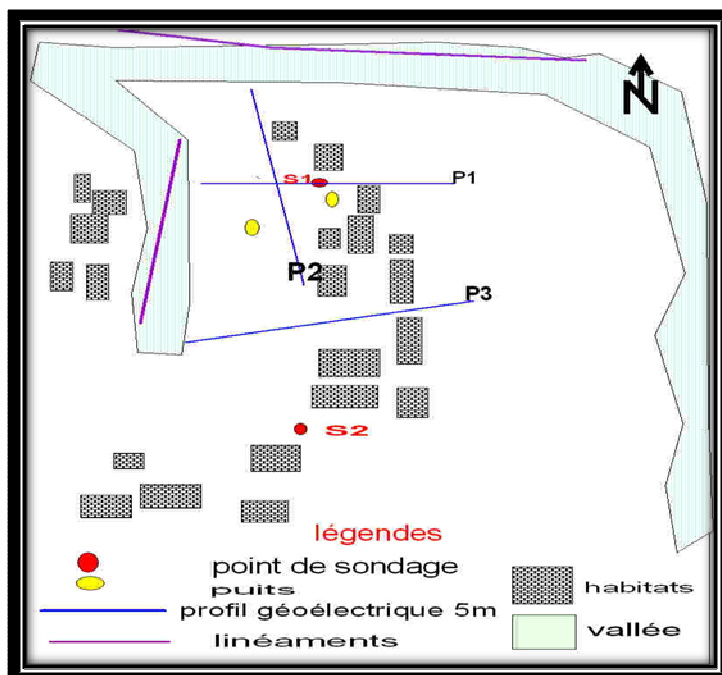 N
S1
P1
P2
P3
S2
légendes
point de sondage
puits
profil géoélectrique 5m
linéaments
habitats
vallée